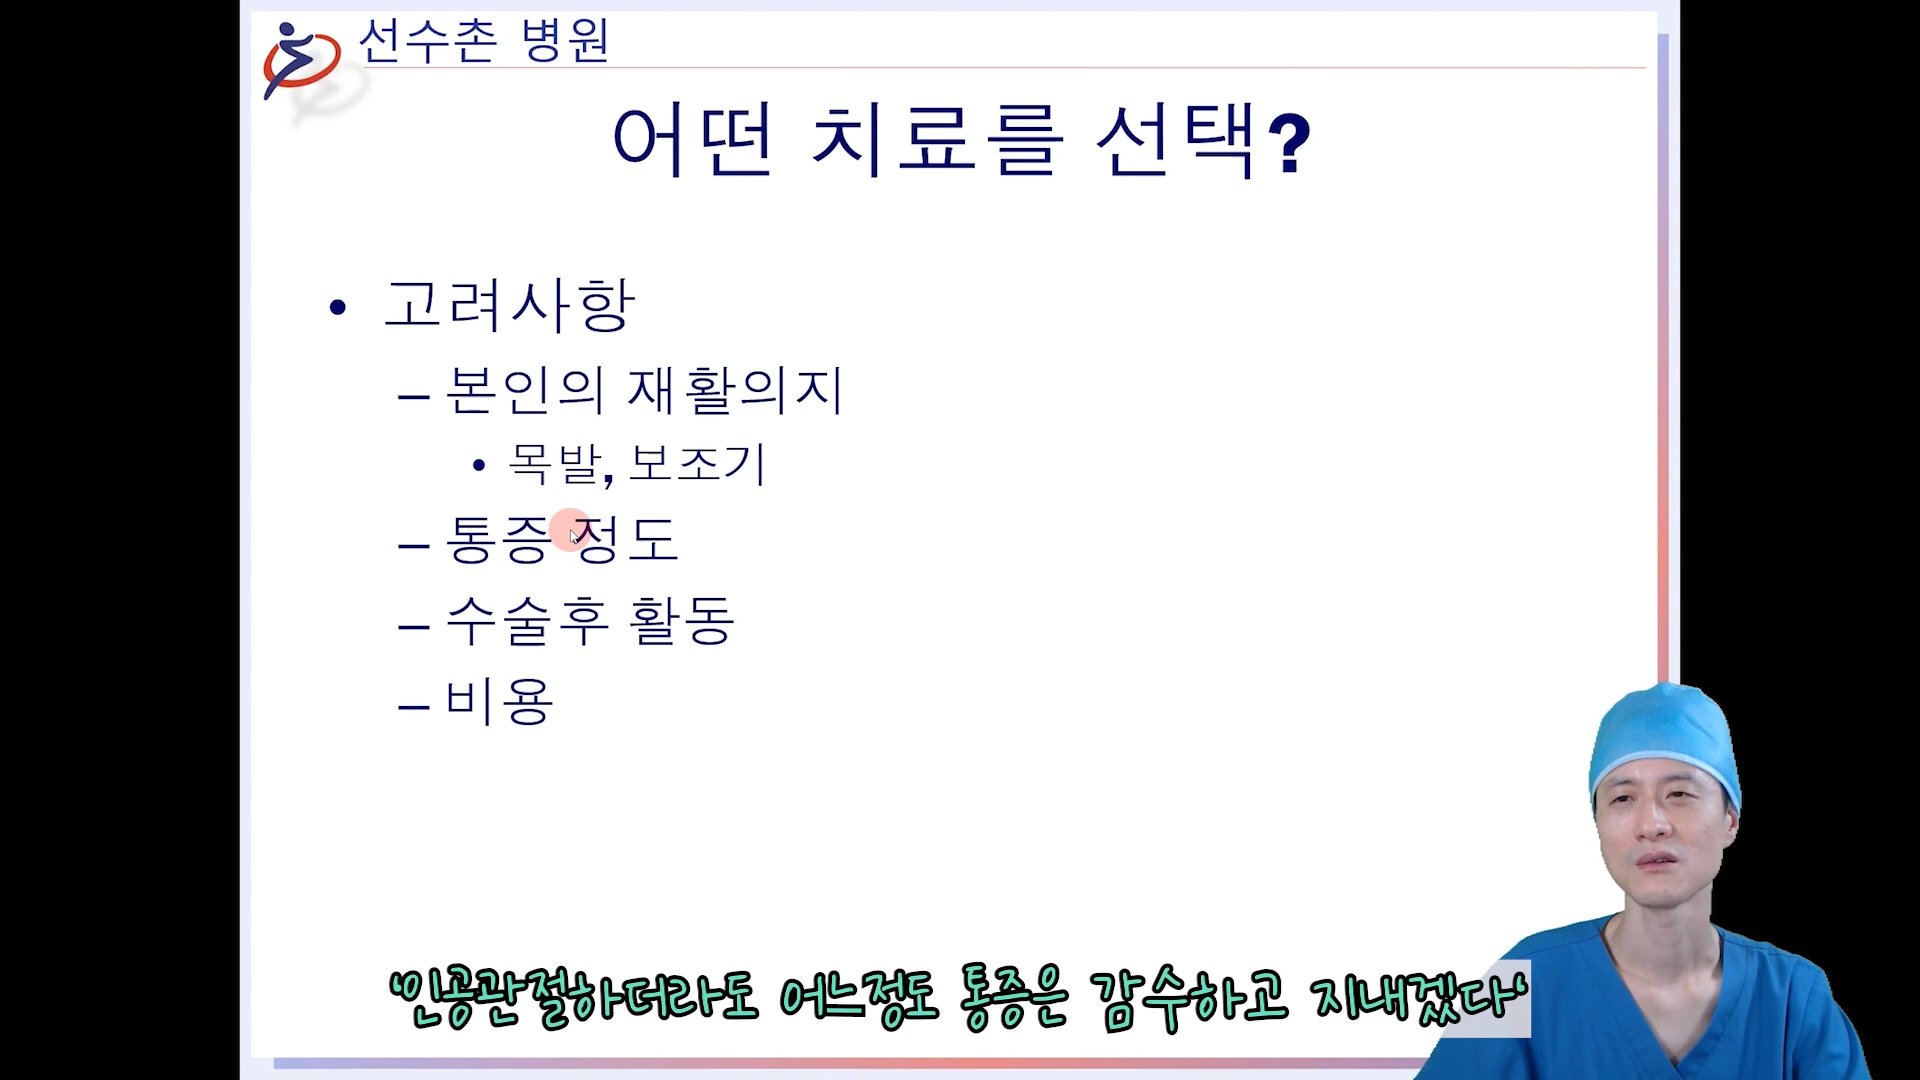 선수촌 병원
어떤 치료를 선택?
• 고려사항
– 본인의 재활의지
• 목발, 보조기
– 통증 정도
– 수술후 활동
– 비용
'인공관절하더라도 어느정도 통증은 감수하고 지내겠다'